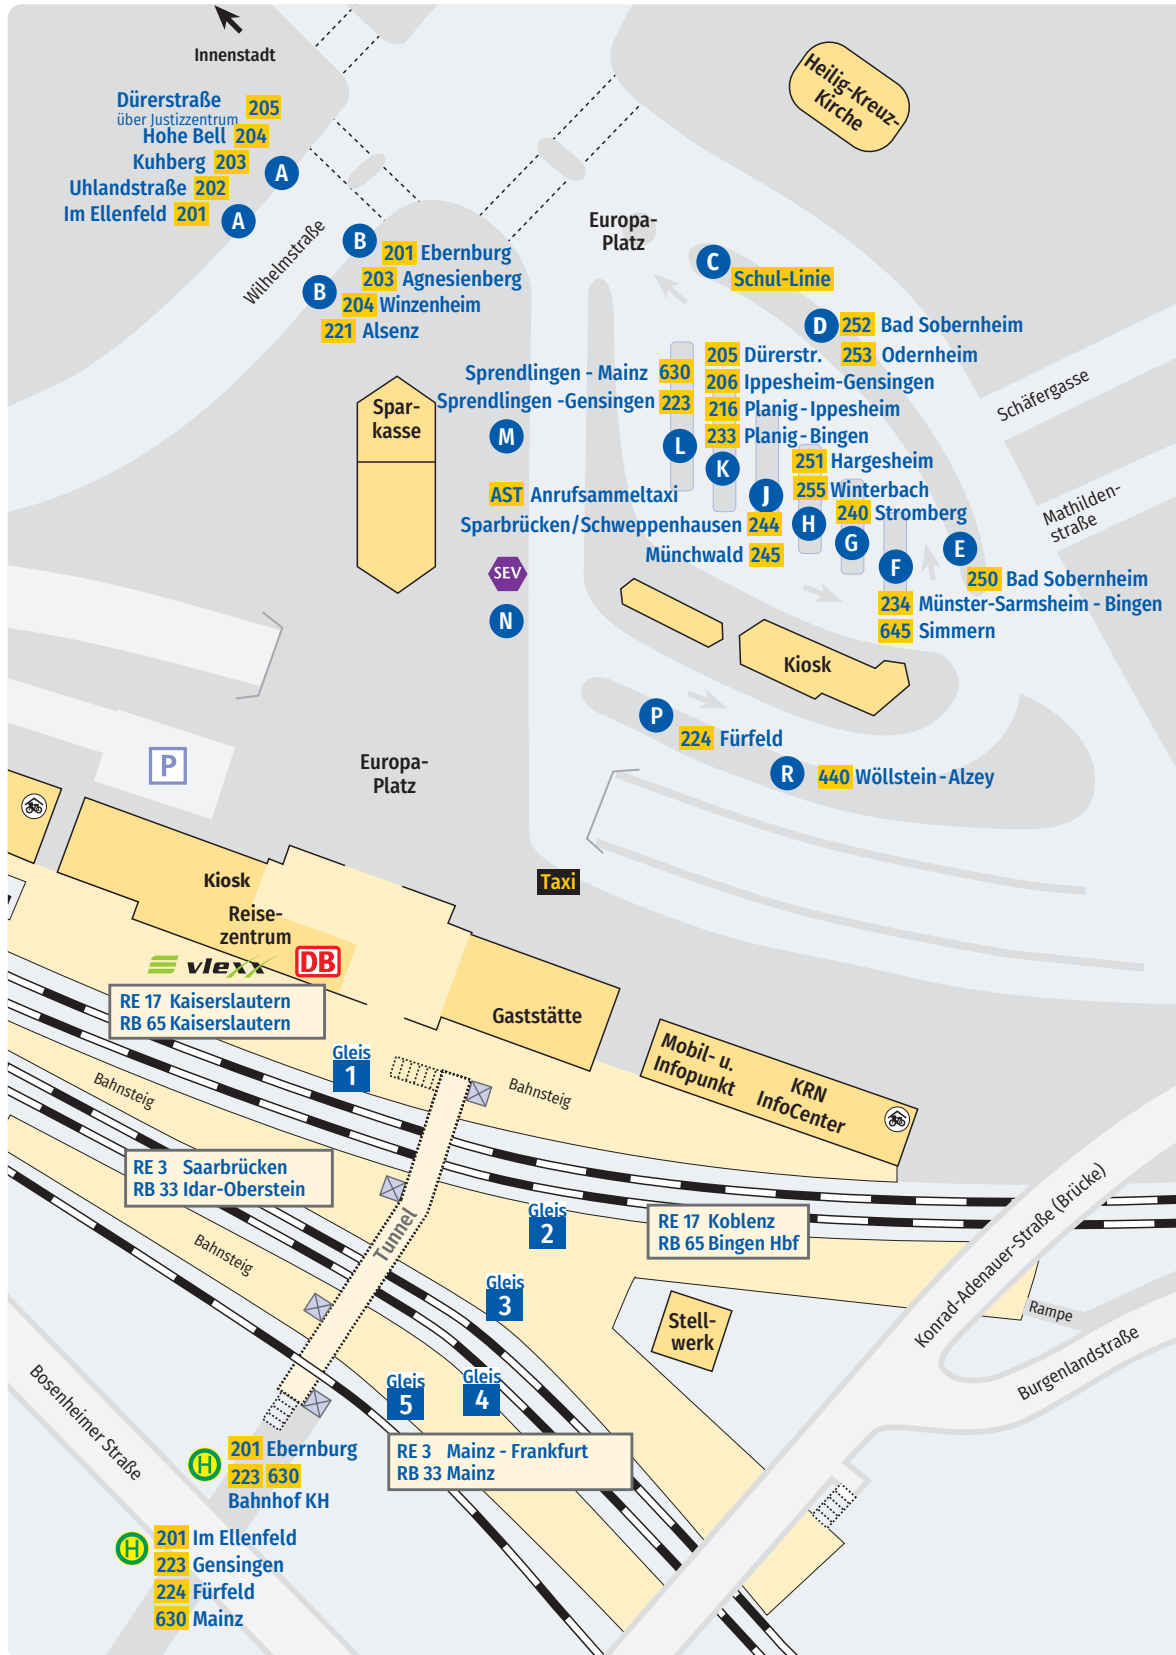 Innenstadt
Heilig-Kreuz-
Kirche
Dürerstraße 205
über Justizzentrum
Hohe Bell 204
Kuhberg 203
A
Uhlandstraße 202
Im Ellenfeld 201
A
Wilhelmstraße
B
201 Ebernburg
203 Agnesienberg
B
204 Winzenheim
221 Alsenz
Europa-
Platz
C
Schul-Linie
D
252 Bad Sobernheim
253 Odernheim
Schäfergasse
Mathilden-
straße
Spar-
kasse
Sprendlingen - Mainz 630
Sprendlingen -Gensingen 223
M
L
205 Dürerstr.
206 Ippesheim-Gensingen
216 Planig-Ippesheim
233 Planig-Bingen
K
251 Hargesheim
255 Winterbach
J
AST Anrufsammeltaxi
Sparbrücken/Schweppenhausen 244
Münchwald 245
H
240 Stromberg
G
E
250 Bad Sobernheim
F
234 Münster-Sarmsheim - Bingen
645 Simmern
SEV
N
Kiosk
P
224 Fürfeld
R
440 Wöllstein-Alzey
P
Europa-
Platz
Taxi
Kiosk
Reise-
zentrum
vlexx
DB
RE 17 Kaiserslautern
RB 65 Kaiserslautern
Gaststätte
Mobil- u.
Infopunkt
KRN
InfoCenter
Gleis
1
Bahnsteig
Bahnsteig
RE 3 Saarbrücken
RB 33 Idar-Oberstein
Tunnel
Gleis
2
RE 17 Koblenz
RB 65 Bingen Hbf
Konrad-Adenauer-Straße (Brücke)
Bahnsteig
Gleis
3
Stell-
werk
Rampe
Burgenlandstraße
Gleis
4
Gleis
5
Bosenheimer Straße
RE 3 Mainz - Frankfurt
RB 33 Mainz
H
201 Ebernburg
223 630
Bahnhof KH
H
201 Im Ellenfeld
223 Gensingen
224 Fürfeld
630 Mainz